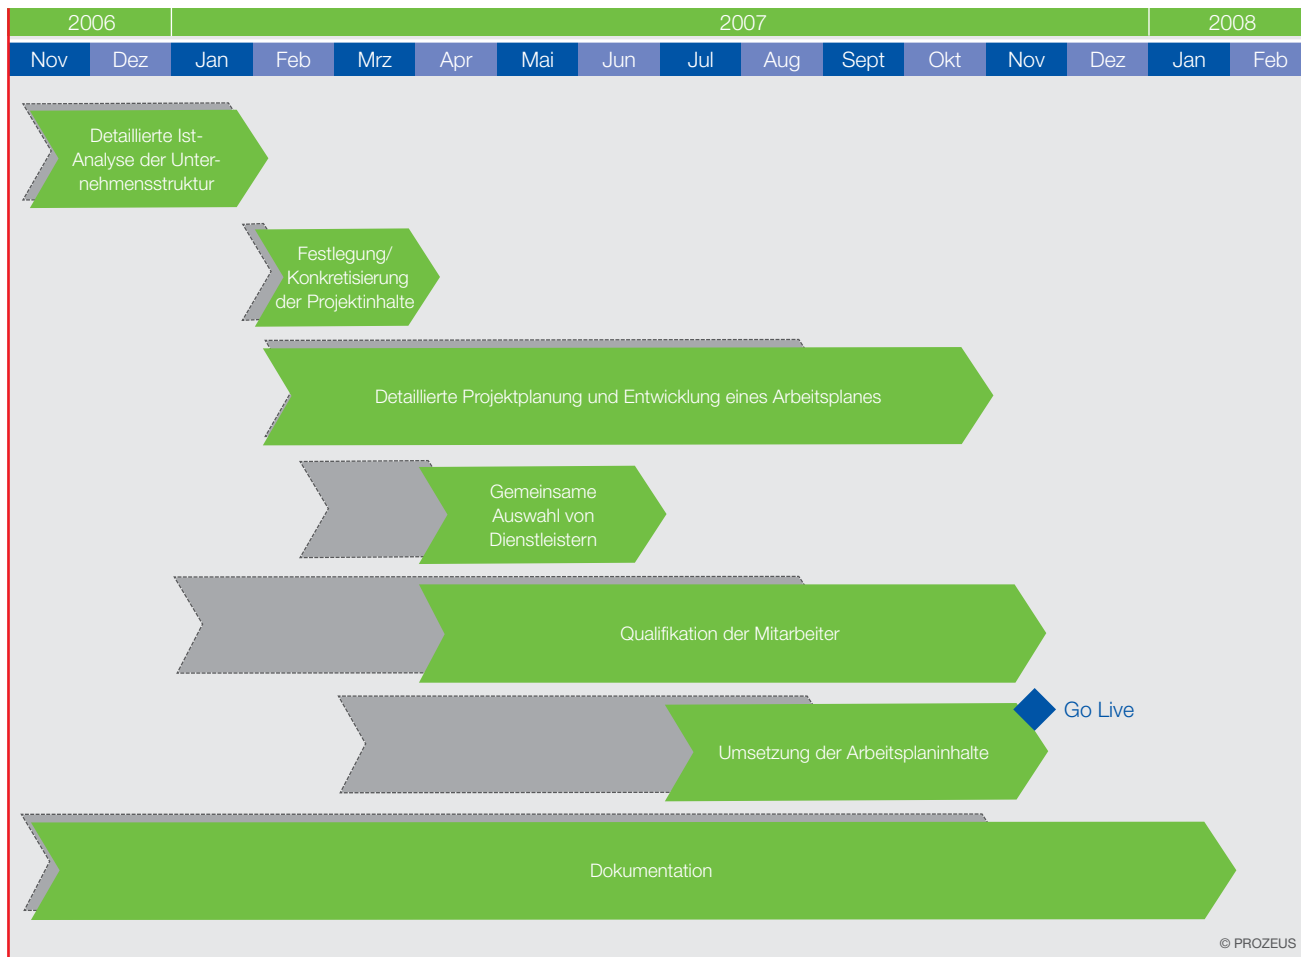 2006 2007 2008
Nov Dez Jan Feb Mrz Apr Mai Jun Jul Aug Sept Okt Nov Dez Jan Feb
Detaillierte Ist-
Analyse der Unter-
nehmensstruktur
Festlegung/
Konkretisierung
der Projektinhalte
Detaillierte Projektplanung und Entwicklung eines Arbeitsplanes
Gemeinsame
Auswahl von
Dienstleistern
Qualifikation der Mitarbeiter
Go Live
Umsetzung der Arbeitsplaninhalte
Dokumentation
© PROZEUS